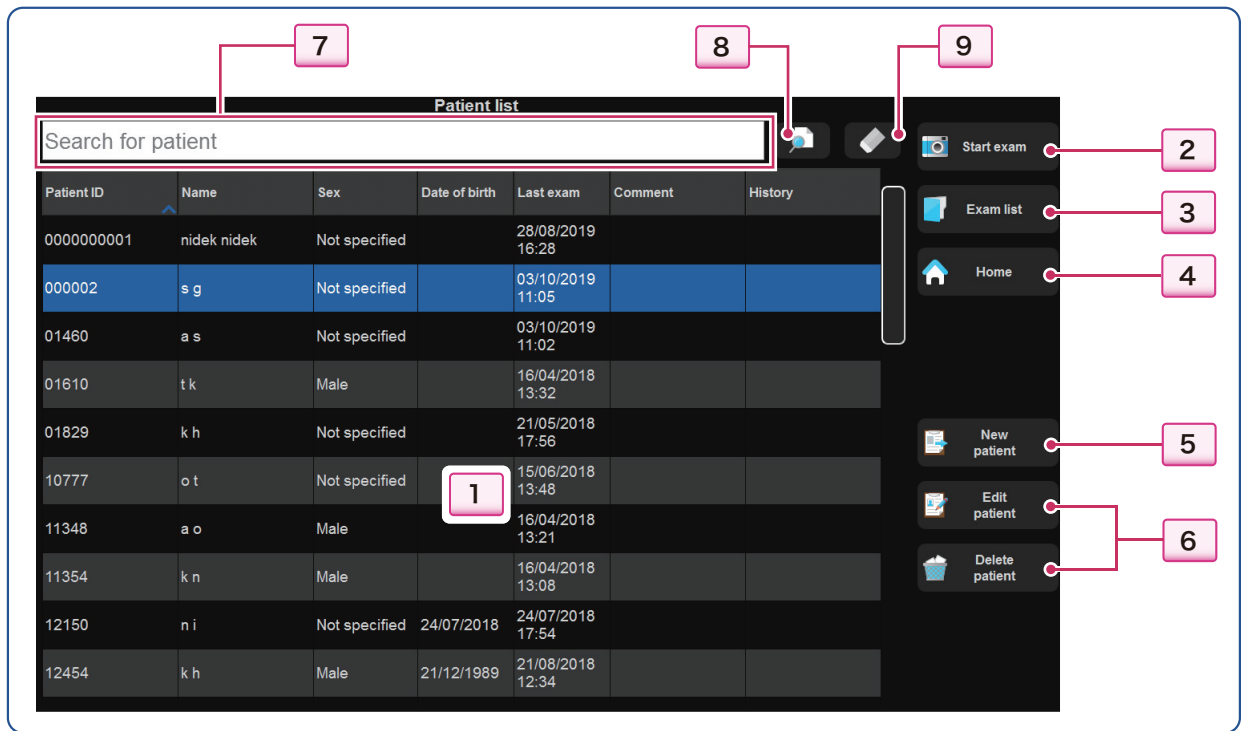 7
8
9
Patient list
Search for patient
Start exam
2
Patient ID Name Sex Date of birth Last exam Comment History
Exam list
3
0000000001 nidek nidek Not specified 28/08/2019
16:28
Home
4
000002 s g Not specified 03/10/2019
11:05
01460 a s Not specified 03/10/2019
11:02
01610 t k Male 16/04/2018
13:32
01829 k h Not specified 21/05/2018
17:56
New
patient
5
10777 o t Not specified 15/06/2018
13:48
1
Edit
patient
11348 a o Male 16/04/2018
13:21
6
11354 k n Male 16/04/2018
13:08
Delete
patient
12150 n i Not specified 24/07/2018 24/07/2018
17:54
12454 k h Male 21/12/1989 21/08/2018
12:34